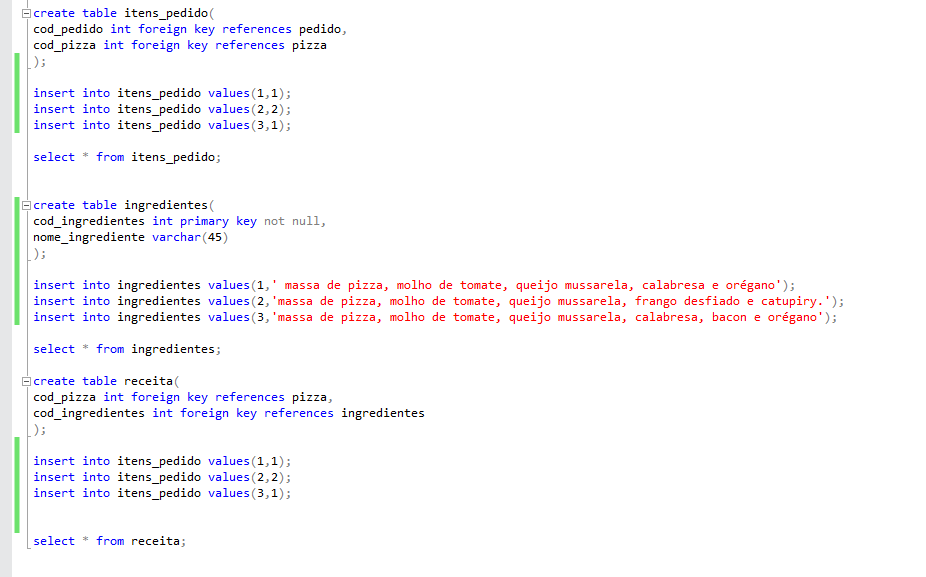 create table itens_pedido(
cod_pedido int foreign key references pedido,
cod_pizza int foreign key references pizza
);
insert into itens_pedido values(1,1);
insert into itens_pedido values(2,2);
insert into itens_pedido values(3,1);
select * from itens_pedido;
create table ingredientes(
cod_ingredientes int primary key not null,
nome_ingrediente varchar(45)
);
insert into ingredientes values(1,' massa de pizza, molho de tomate, queijo mussarela, calabresa e orégano');
insert into ingredientes values(2,'massa de pizza, molho de tomate, queijo mussarela, frango desfiado e catupiry.');
insert into ingredientes values(3,'massa de pizza, molho de tomate, queijo mussarela, calabresa, bacon e orégano');
select * from ingredientes;
create table receita(
cod_pizza int foreign key references pizza,
cod_ingredientes int foreign key references ingredientes
);
insert into itens_pedido values(1,1);
insert into itens_pedido values(2,2);
insert into itens_pedido values(3,1);
select * from receita;